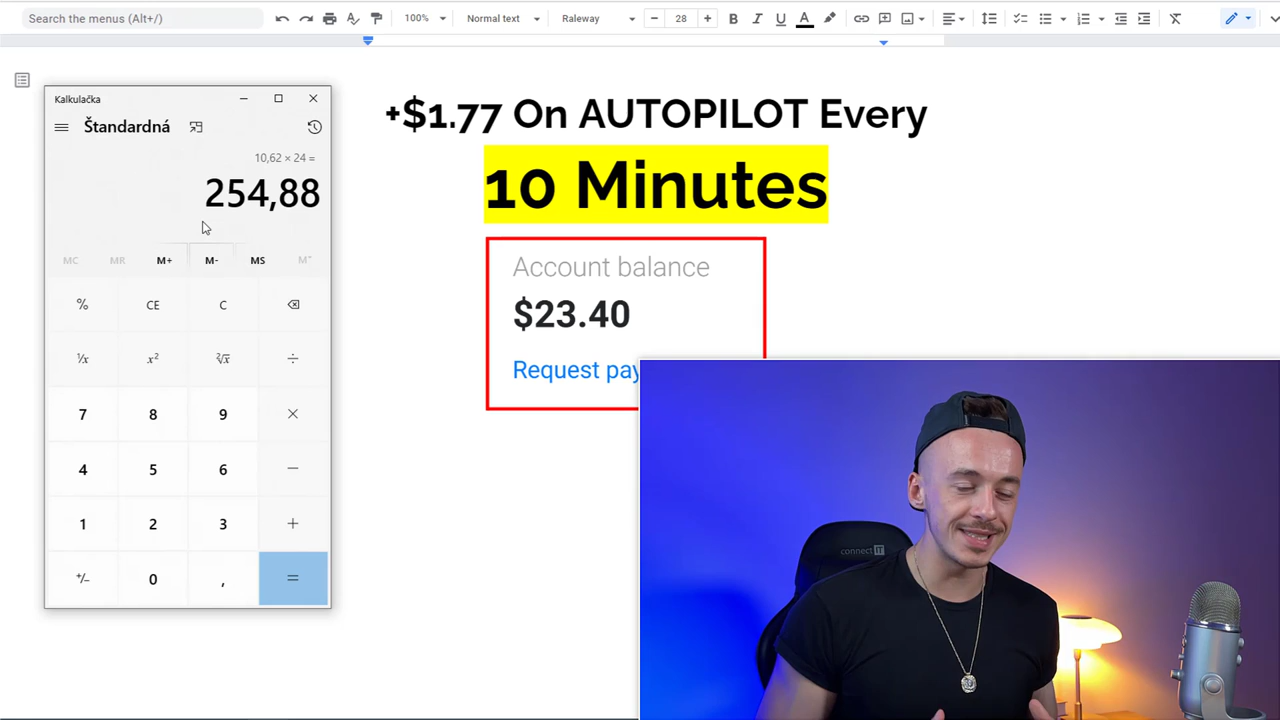 Search the menus (Alt+/)
100%
Normal text
Raleway
28
B I U A
Kalkulačka
Štandardná
10,62 × 24 =
254,88
MC MR M+ M- MS M˅
% CE C
⅟x x² ²√x ÷
7 8 9 ×
4 5 6 −
1 2 3 +
+/− 0 , =
+$1.77 On AUTOPILOT Every
10 Minutes
Account balance
$23.40
Request pay
connect IT